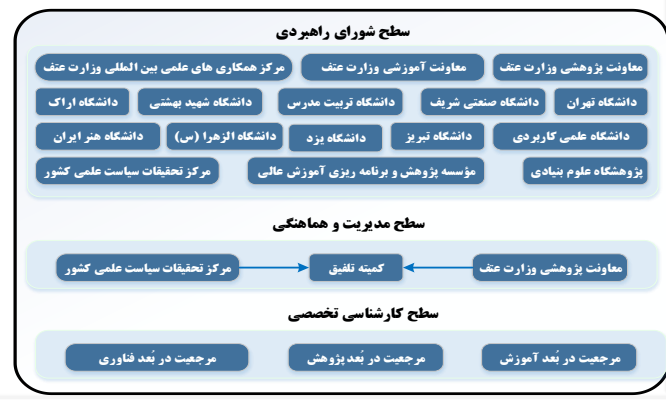 سطح شورای راهبردی
معاونت پژوهشی وزارت عتف معاونت آموزشی وزارت عتف مرکز همکاری های علمی بین المللی وزارت عتف
دانشگاه تهران دانشگاه صنعتی شریف دانشگاه تربیت مدرس دانشگاه شهید بهشتی دانشگاه اراک
دانشگاه علمی کاربردی دانشگاه تبریز دانشگاه یزد دانشگاه الزهرا (س) دانشگاه هنر ایران
پژوهشگاه علوم بنیادی مؤسسه پژوهش و برنامه ریزی آموزش عالی مرکز تحقیقات سیاست علمی کشور
سطح مدیریت و هماهنگی
معاونت پژوهشی وزارت عتف کمیته تلفیق مرکز تحقیقات سیاست علمی کشور
سطح کارشناسی تخصصی
مرجعیت در بُعد آموزش مرجعیت در بُعد پژوهش مرجعیت در بُعد فناوری